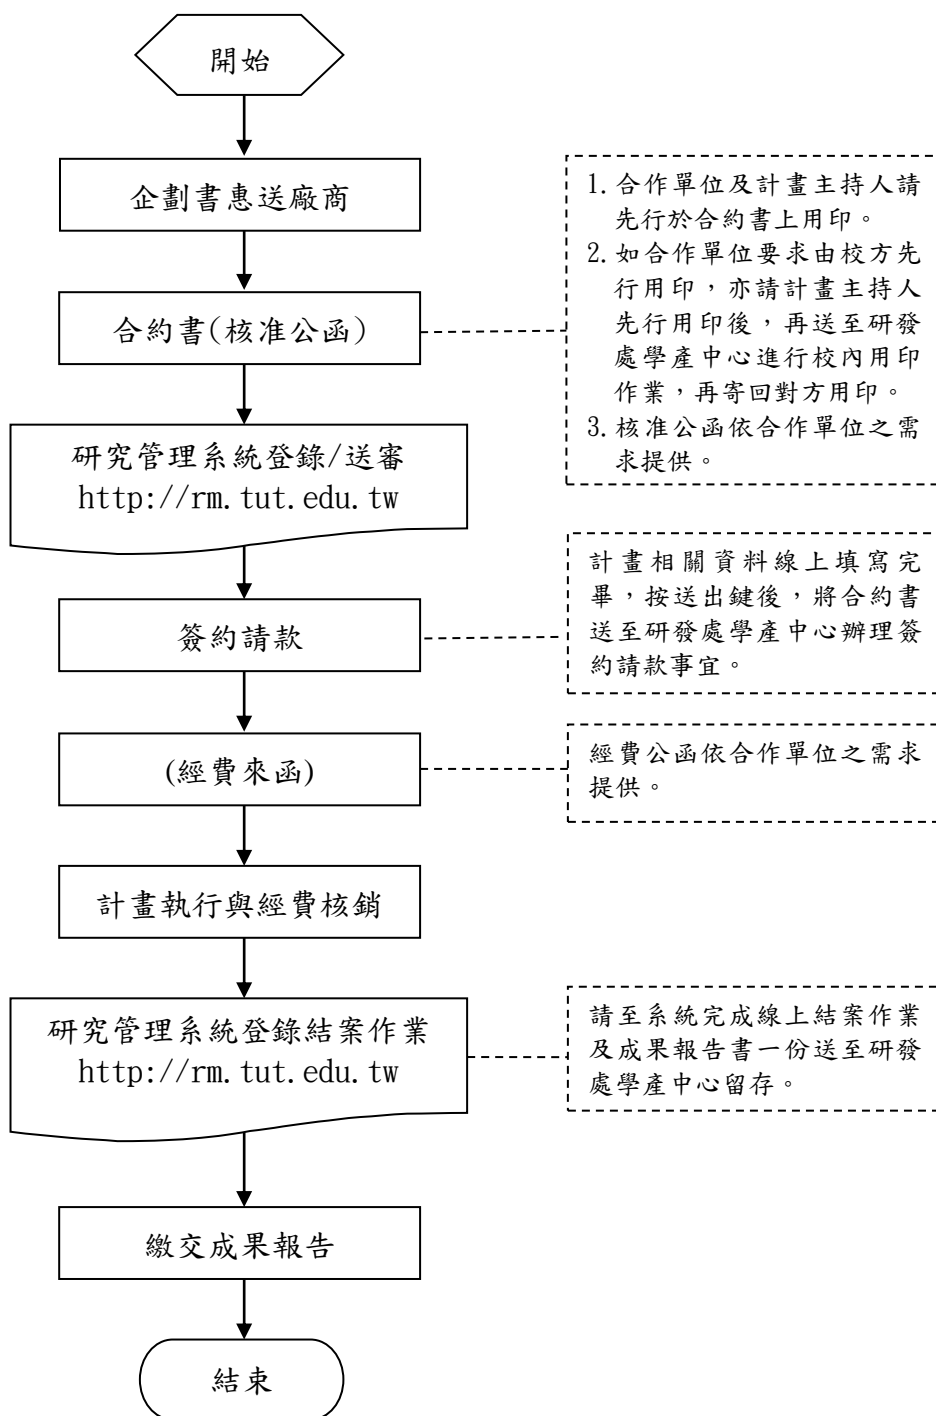 開始
企劃書惠送廠商
合約書(核准公函)
1.合作單位及計畫主持人請
先行於合約書上用印。
2.如合作單位要求由校方先
行用印，亦請計畫主持人
先行用印後，再送至研發
處學產中心進行校內用印
作業，再寄回對方用印。
3.核准公函依合作單位之需
求提供。
研究管理系統登錄/送審
http://rm.tut.edu.tw
簽約請款
計畫相關資料線上填寫完
畢，按送出鍵後，將合約書
送至研發處學產中心辦理簽
約請款事宜。
(經費來函)
經費公函依合作單位之需求
提供。
計畫執行與經費核銷
研究管理系統登錄結案作業
http://rm.tut.edu.tw
請至系統完成線上結案作業
及成果報告書一份送至研發
處學產中心留存。
繳交成果報告
結束